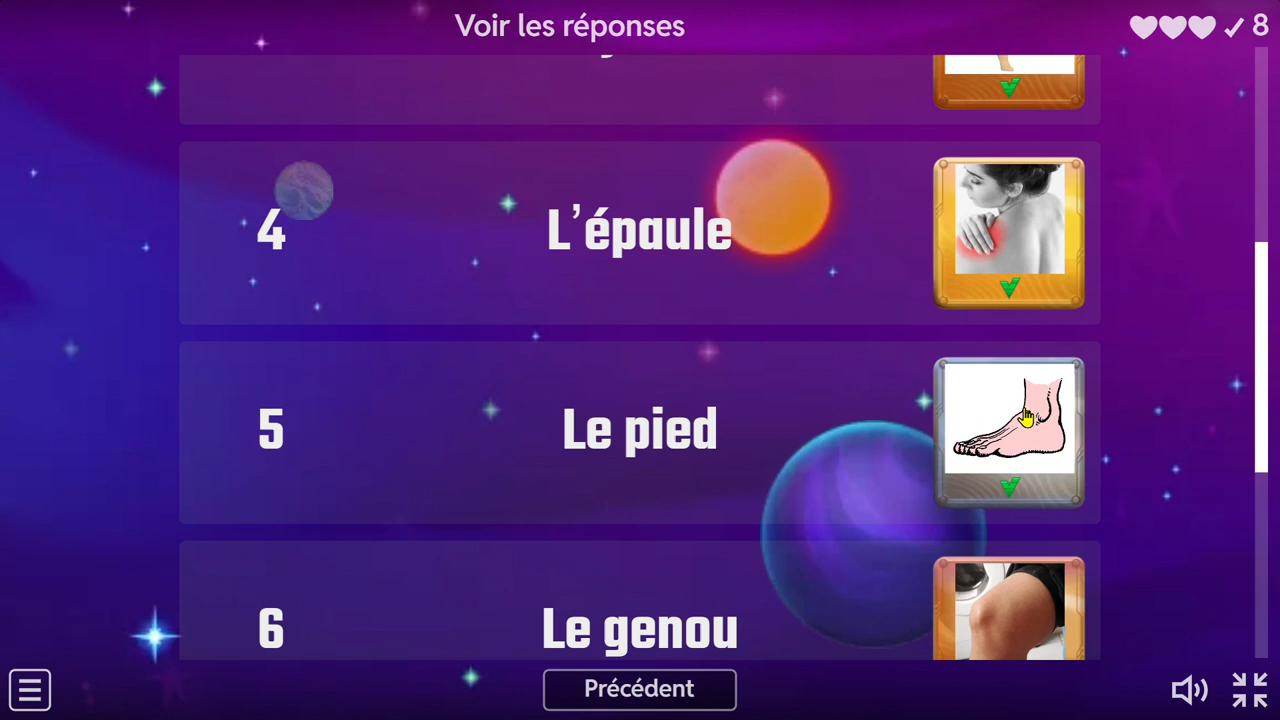 Voir les réponses
8
4
L’épaule
5
Le pied
6
Le genou
Précédent